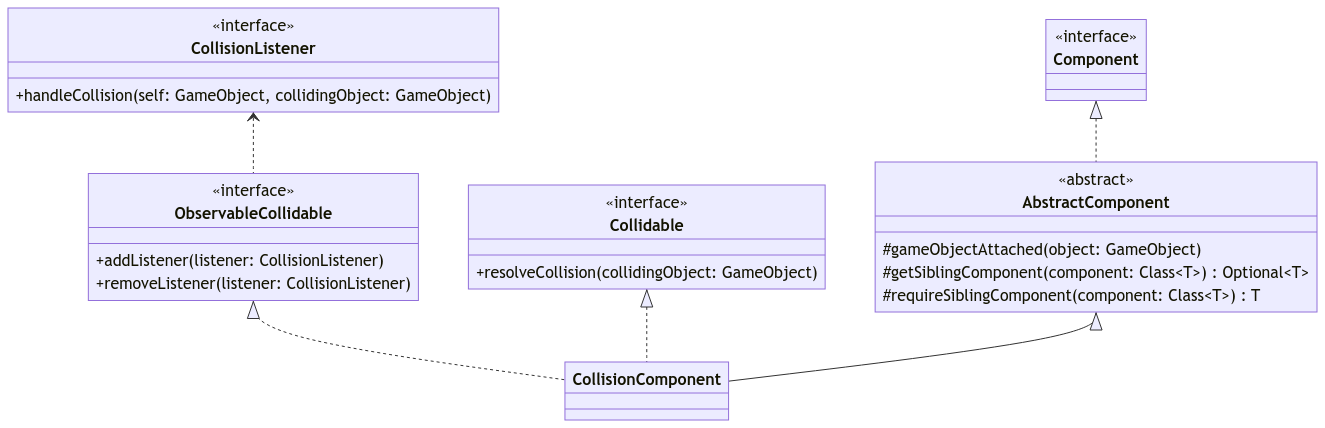 «interface»
CollisionListener
+handleCollision(self: GameObject, collidingObject: GameObject)
«interface»
Component
«interface»
ObservableCollidable
+addListener(listener: CollisionListener)
+removeListener(listener: CollisionListener)
«interface»
Collidable
+resolveCollision(collidingObject: GameObject)
«abstract»
AbstractComponent
#gameObjectAttached(object: GameObject)
#getSiblingComponent(component: Class<T>) : Optional<T>
#requireSiblingComponent(component: Class<T>) : T
CollisionComponent